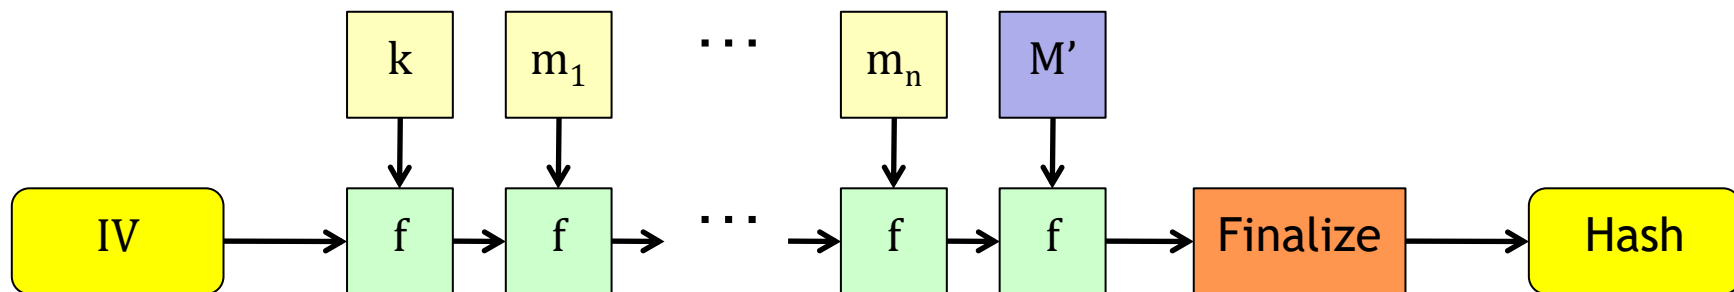 k m₁ ... mₙ M’
IV f f ... f f Finalize Hash